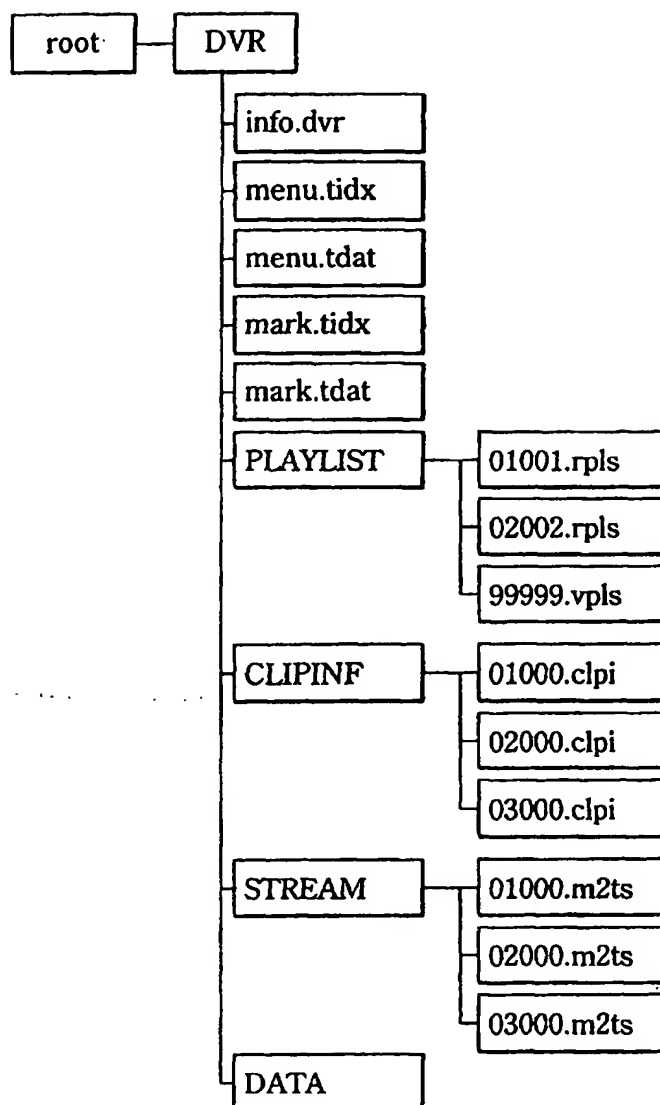 root DVR
info.dvr
menu.tidx
menu.tdat
mark.tidx
mark.tdat
PLAYLIST 01001.rpls
02002.rpls
99999.vpls
CLIPINF 01000.clpi
02000.clpi
03000.clpi
STREAM 01000.m2ts
02000.m2ts
03000.m2ts
DATA